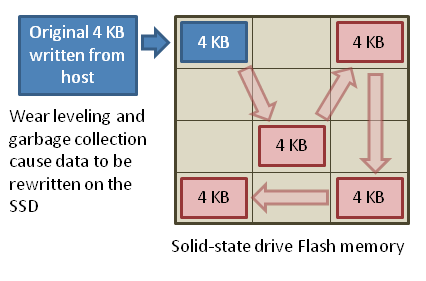 Original 4 KB
written from
host
4 KB
4 KB
Wear leveling and
garbage collection
cause data to be
rewritten on the
SSD
4 KB
4 KB
4 KB
Solid-state drive Flash memory